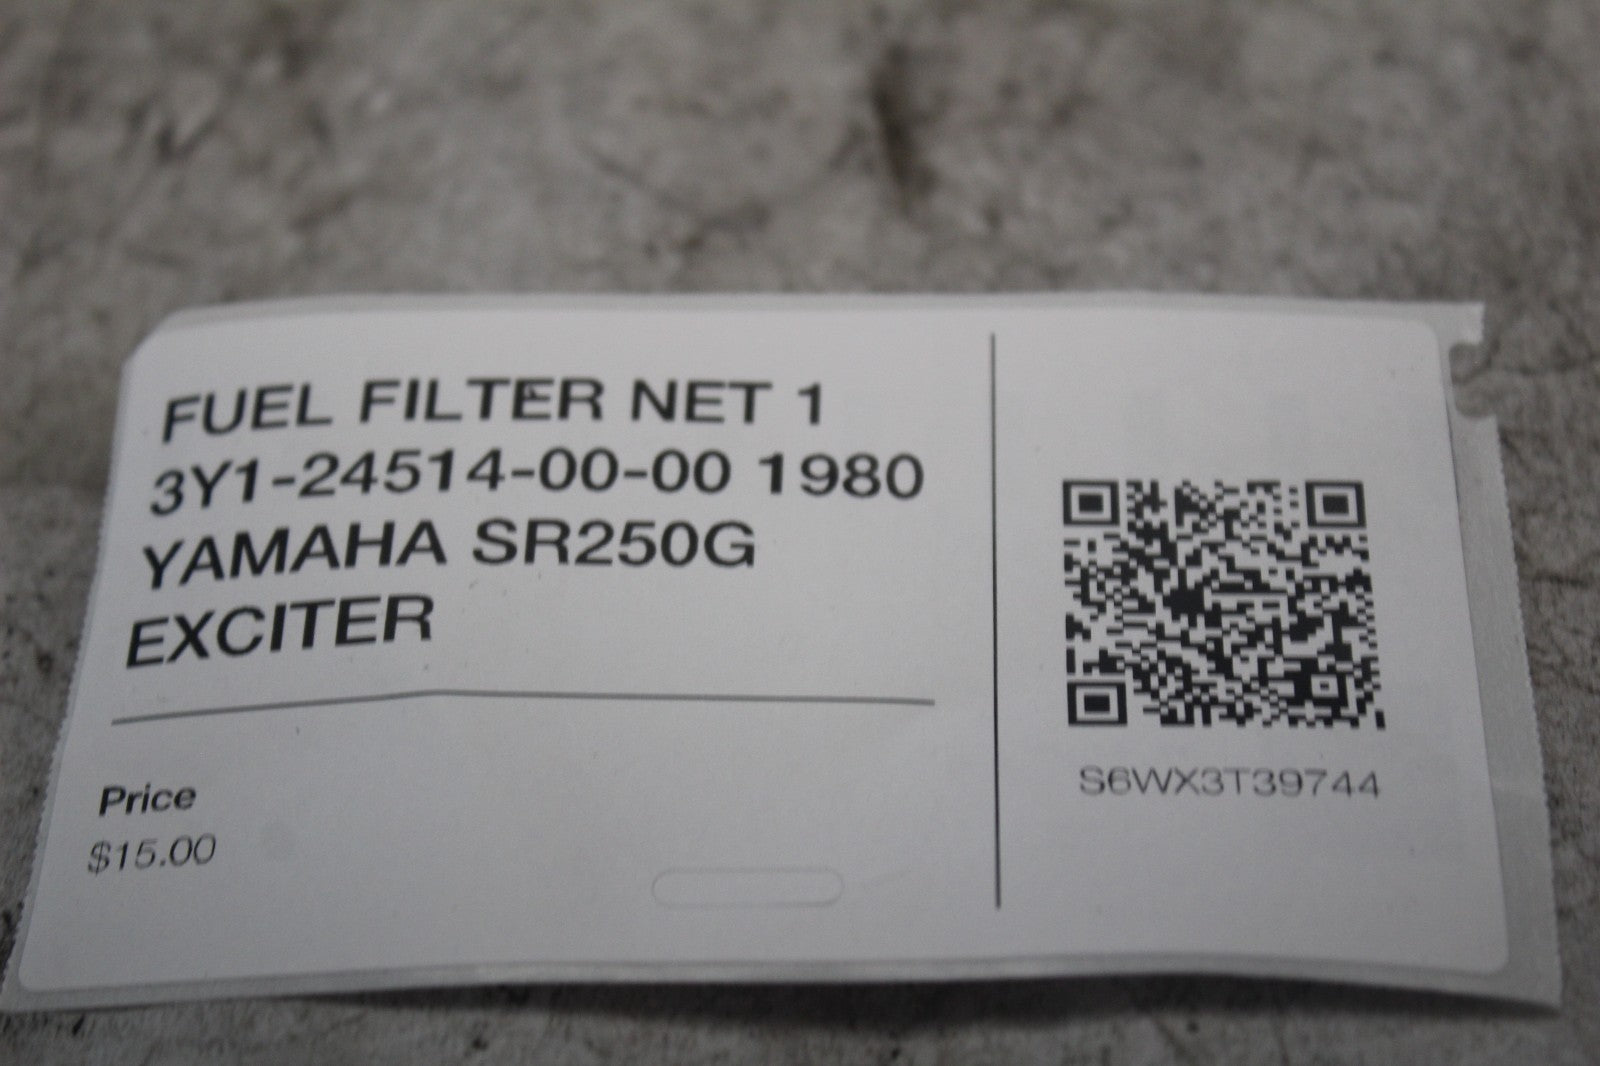 FUEL FILTER NET 1
3Y1-24514-00-00 1980
YAMAHA SR250G
EXCITER
Price
$15.00
S6WX3T39744